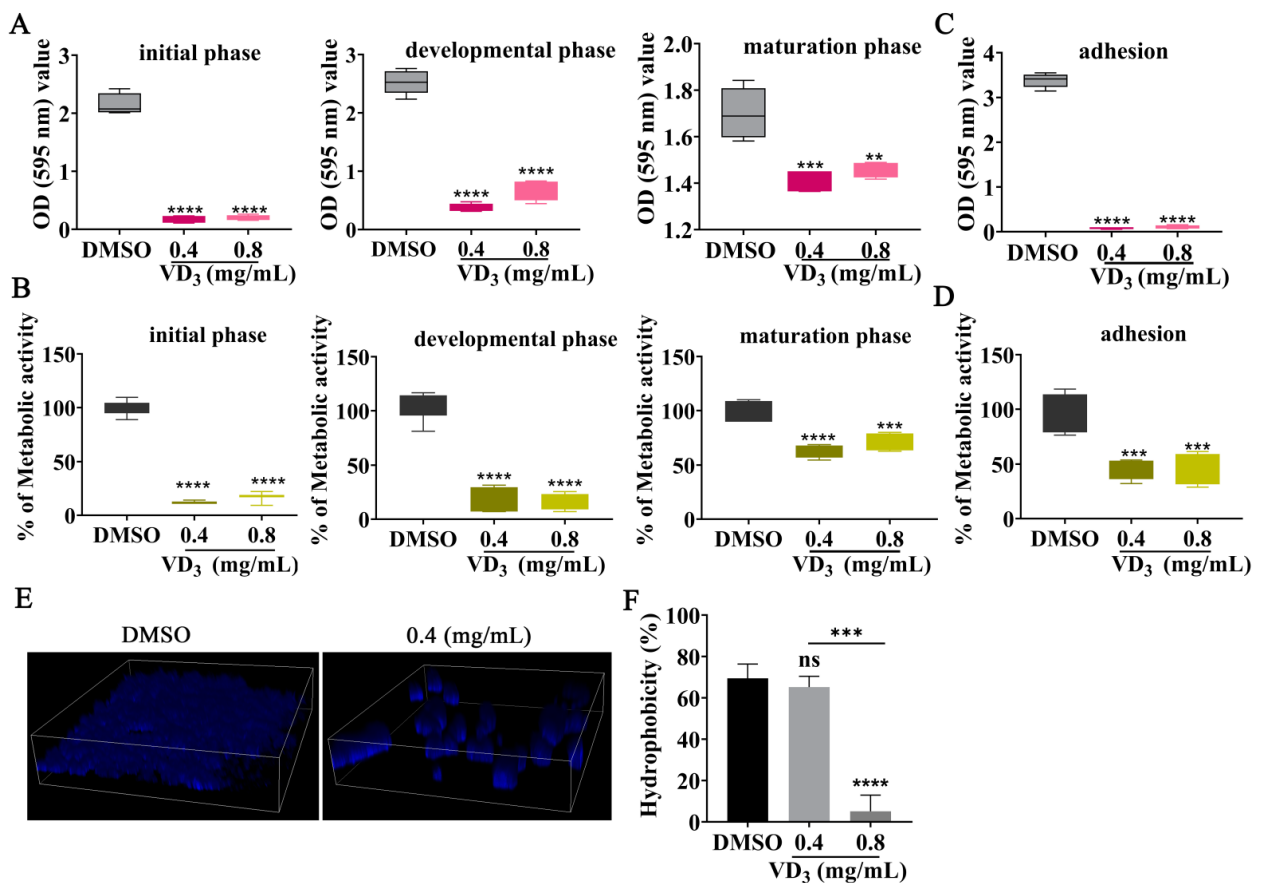 A
initial phase
OD (595 nm) value
3
2
1
0
****
****
DMSO
0.4
0.8
VD3 (mg/mL)
developmental phase
OD (595 nm) value
3
2
1
0
****
****
DMSO
0.4
0.8
VD3 (mg/mL)
maturation phase
OD (595 nm) value
2.0
1.8
1.6
1.4
1.2
***
**
DMSO
0.4
0.8
VD3 (mg/mL)
C
adhesion
OD (595 nm) value
4
3
2
1
0
****
****
DMSO
0.4
0.8
VD3 (mg/mL)
B
initial phase
% of Metabolic activity
150
100
50
0
****
****
DMSO
0.4
0.8
VD3 (mg/mL)
developmental phase
% of Metabolic activity
150
100
50
0
****
****
DMSO
0.4
0.8
VD3 (mg/mL)
maturation phase
% of Metabolic activity
150
100
50
0
****
***
DMSO
0.4
0.8
VD3 (mg/mL)
D
adhesion
% of Metabolic activity
150
100
50
0
***
***
DMSO
0.4
0.8
VD3 (mg/mL)
E
DMSO
0.4 (mg/mL)
F
Hydrophobicity (%)
100
80
60
40
20
0
***
ns
****
DMSO
0.4
0.8
VD3 (mg/mL)